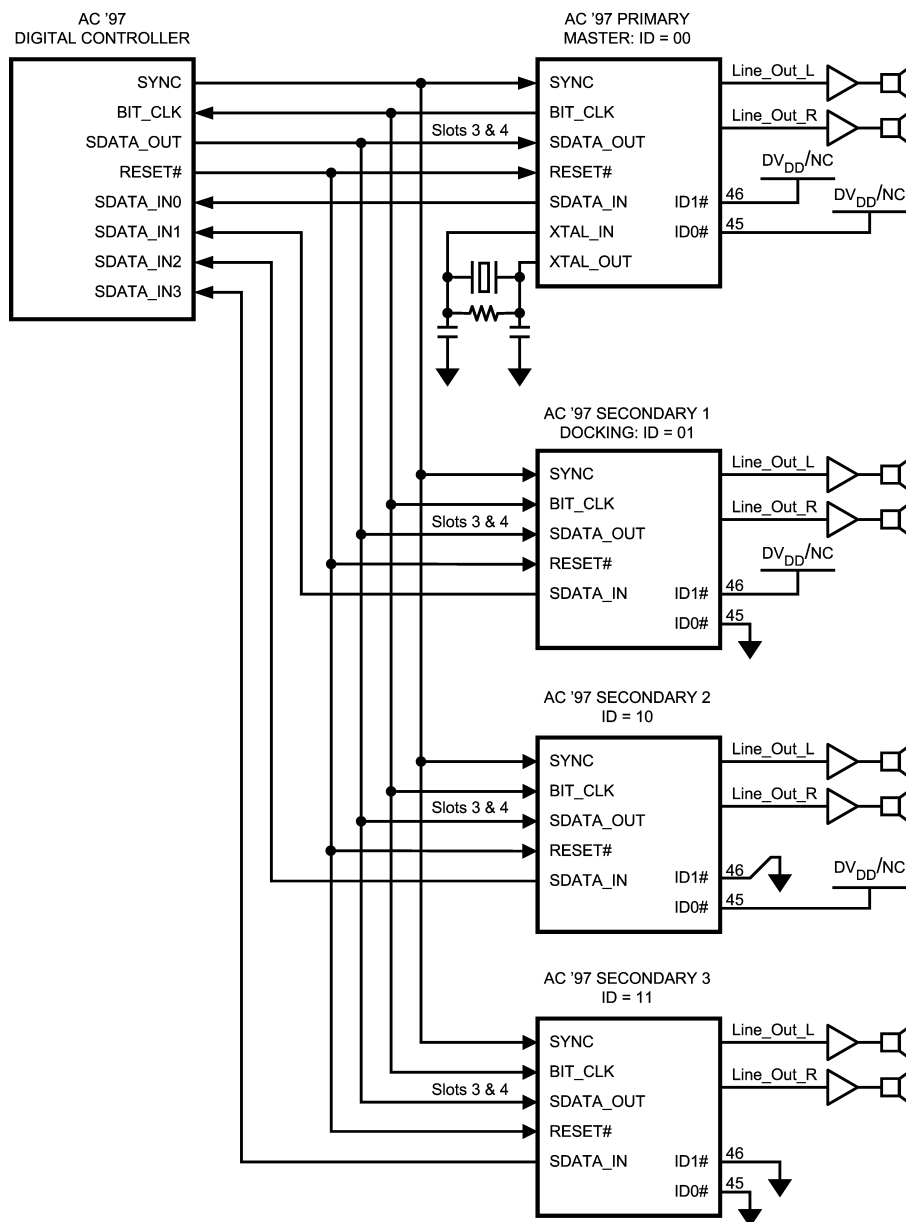 AC '97
DIGITAL CONTROLLER
SYNC
BIT_CLK
SDATA_OUT
RESET#
SDATA_IN0
SDATA_IN1
SDATA_IN2
SDATA_IN3
AC '97 PRIMARY
MASTER: ID = 00
Slots 3 & 4
SYNC
BIT_CLK
SDATA_OUT
RESET#
SDATA_IN
XTAL_IN
XTAL_OUT
ID1#
ID0#
Line_Out_L
Line_Out_R
DVDD/NC
46
DVDD/NC
45
AC '97 SECONDARY 1
DOCKING: ID = 01
Slots 3 & 4
SYNC
BIT_CLK
SDATA_OUT
RESET#
SDATA_IN
ID1#
ID0#
Line_Out_L
Line_Out_R
DVDD/NC
46
45
AC '97 SECONDARY 2
ID = 10
Slots 3 & 4
SYNC
BIT_CLK
SDATA_OUT
RESET#
SDATA_IN
ID1#
ID0#
Line_Out_L
Line_Out_R
46
DVDD/NC
45
AC '97 SECONDARY 3
ID = 11
Slots 3 & 4
SYNC
BIT_CLK
SDATA_OUT
RESET#
SDATA_IN
ID1#
ID0#
Line_Out_L
Line_Out_R
46
45